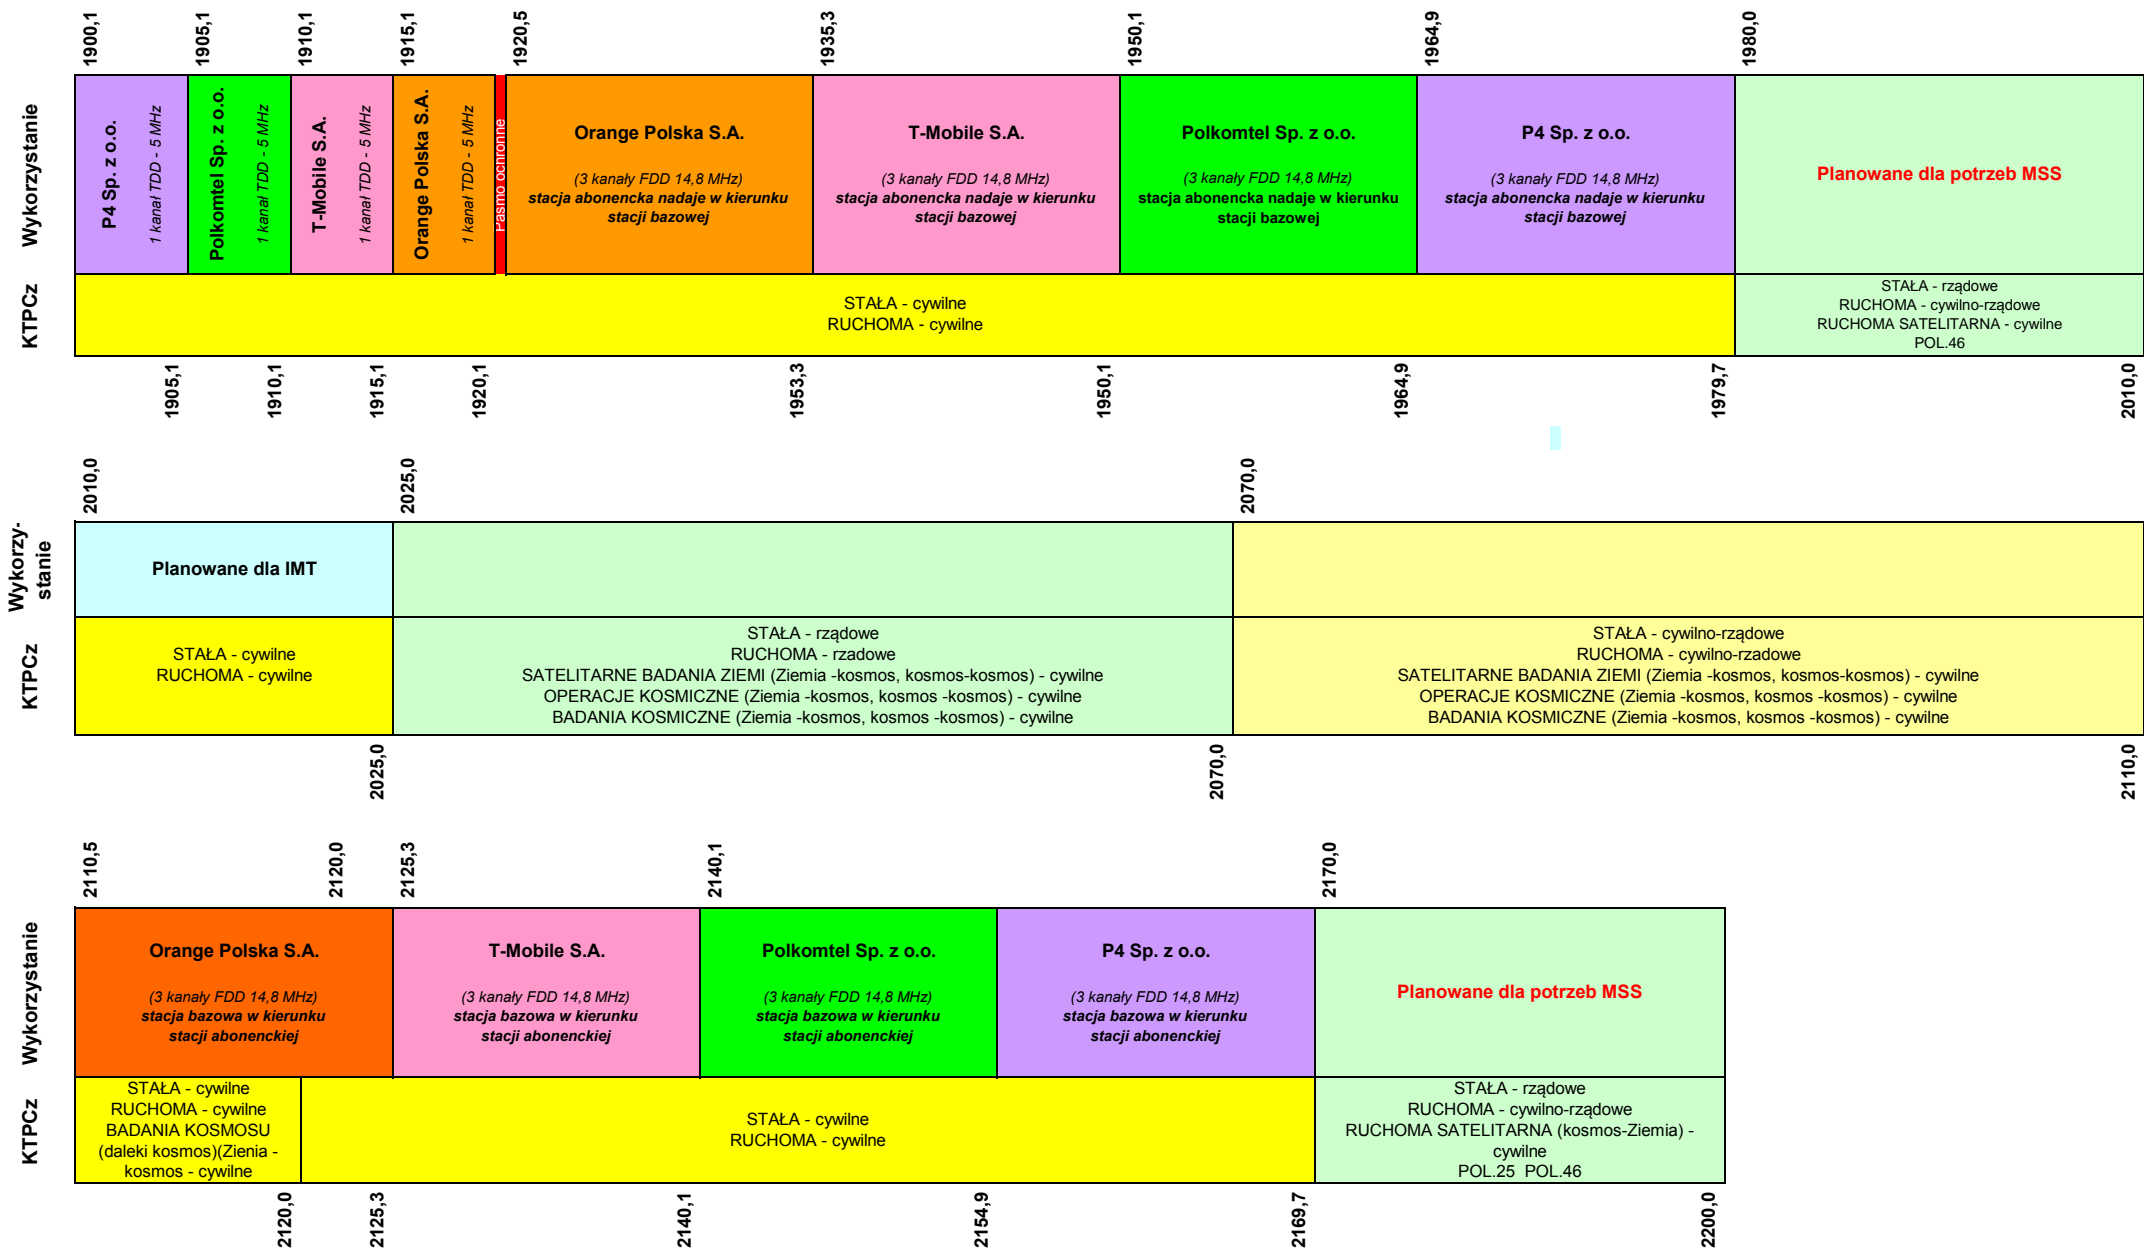 1900,1
1905,1
1910,1
1915,1
1920,5
1935,3
1950,1
1964,9
1980,0
Wykorzystanie
P4 Sp. z o.o.
1 kanał TDD - 5 MHz
Polkomtel Sp. z o.o.
1 kanał TDD - 5 MHz
T-Mobile S.A.
1 kanał TDD - 5 MHz
Orange Polska S.A.
1 kanał TDD - 5 MHz
Pasmo ochronne
Orange Polska S.A.
(3 kanały FDD 14,8 MHz)
stacja abonencka nadaje w kierunku
stacji bazowej
T-Mobile S.A.
(3 kanały FDD 14,8 MHz)
stacja abonencka nadaje w kierunku
stacji bazowej
Polkomtel Sp. z o.o.
(3 kanały FDD 14,8 MHz)
stacja abonencka nadaje w kierunku
stacji bazowej
P4 Sp. z o.o.
(3 kanały FDD 14,8 MHz)
stacja abonencka nadaje w kierunku
stacji bazowej
Planowane dla potrzeb MSS
KTPCz
STAŁA - cywilne
RUCHOMA - cywilne
STAŁA - rządowe
RUCHOMA - cywilno-rządowe
RUCHOMA SATELITARNA - cywilne
POL.46
1905,1
1910,1
1915,1
1920,1
1953,3
1950,1
1964,9
1979,7
2010,0
2010,0
2025,0
2070,0
Wykorzy-
stanie
Planowane dla IMT
KTPCz
STAŁA - cywilne
RUCHOMA - cywilne
STAŁA - rządowe
RUCHOMA - rzadowe
SATELITARNE BADANIA ZIEMI (Ziemia -kosmos, kosmos-kosmos) - cywilne
OPERACJE KOSMICZNE (Ziemia -kosmos, kosmos -kosmos) - cywilne
BADANIA KOSMICZNE (Ziemia -kosmos, kosmos -kosmos) - cywilne
STAŁA - cywilno-rządowe
RUCHOMA - cywilno-rzadowe
SATELITARNE BADANIA ZIEMI (Ziemia -kosmos, kosmos-kosmos) - cywilne
OPERACJE KOSMICZNE (Ziemia -kosmos, kosmos -kosmos) - cywilne
BADANIA KOSMICZNE (Ziemia -kosmos, kosmos -kosmos) - cywilne
2025,0
2070,0
2110,0
2110,5
2120,0
2125,3
2140,1
2170,0
Wykorzystanie
Orange Polska S.A.
(3 kanały FDD 14,8 MHz)
stacja bazowa w kierunku
stacji abonenckiej
T-Mobile S.A.
(3 kanały FDD 14,8 MHz)
stacja bazowa w kierunku
stacji abonenckiej
Polkomtel Sp. z o.o.
(3 kanały FDD 14,8 MHz)
stacja bazowa w kierunku
stacji abonenckiej
P4 Sp. z o.o.
(3 kanały FDD 14,8 MHz)
stacja bazowa w kierunku
stacji abonenckiej
Planowane dla potrzeb MSS
KTPCz
STAŁA - cywilne
RUCHOMA - cywilne
BADANIA KOSMOSU
(daleki kosmos)(Zienia -
kosmos - cywilne
STAŁA - cywilne
RUCHOMA - cywilne
STAŁA - rządowe
RUCHOMA - cywilno-rządowe
RUCHOMA SATELITARNA (kosmos-Ziemia) -
cywilne
POL.25 POL.46
2120,0
2125,3
2140,1
2154,9
2169,7
2200,0